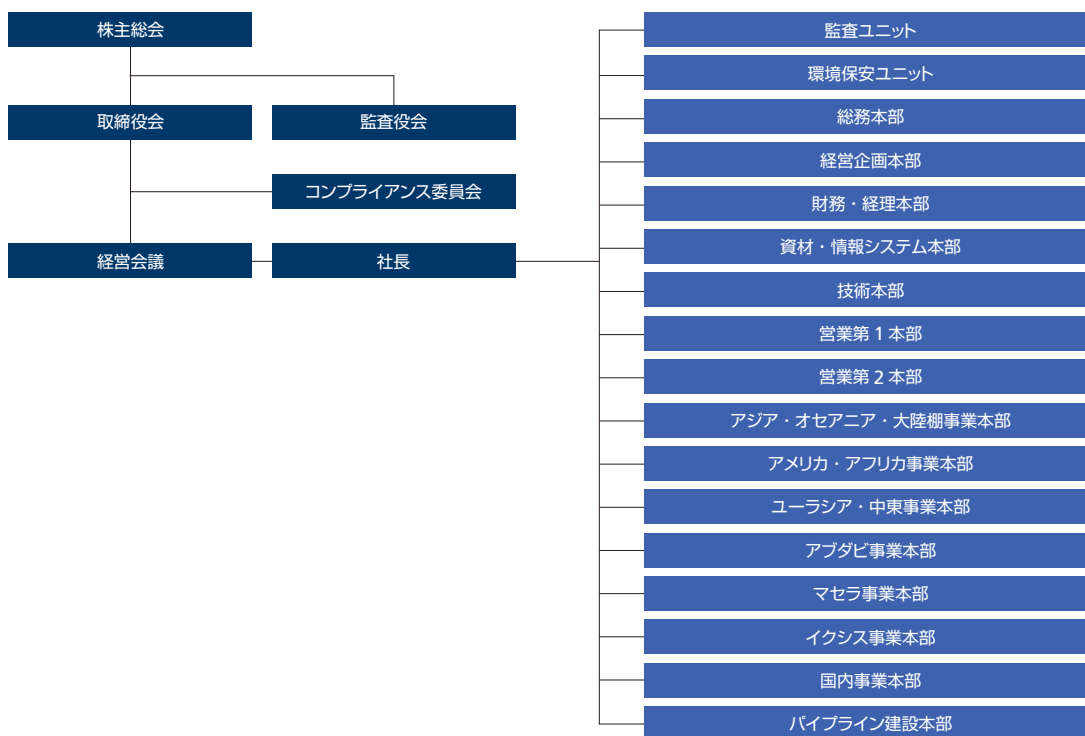 株主総会
取締役会
監査役会
コンプライアンス委員会
経営会議
社長
監査ユニット
環境保安ユニット
総務本部
経営企画本部
財務・経理本部
資材・情報システム本部
技術本部
営業第 1 本部
営業第 2 本部
アジア・オセアニア・大陸棚事業本部
アメリカ・アフリカ事業本部
ユーラシア・中東事業本部
アブダビ事業本部
マセラ事業本部
イクシス事業本部
国内事業本部
パイプライン建設本部